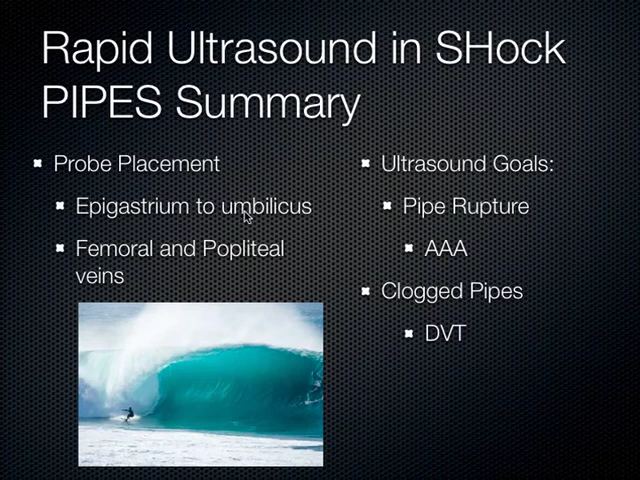 Rapid Ultrasound in SHock
PIPES Summary
Probe Placement
Epigastrium to umbilicus
Femoral and Popliteal
veins
Ultrasound Goals:
Pipe Rupture
AAA
Clogged Pipes
DVT